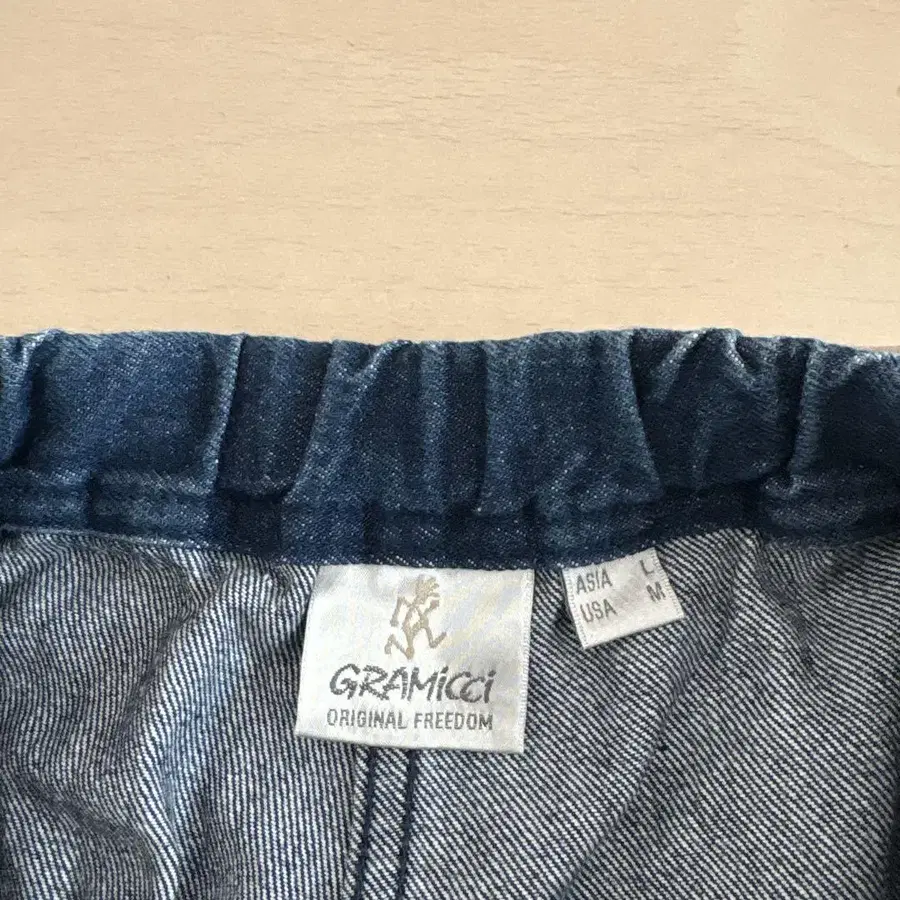 GRAMiCCi
ORIGINAL FREEDOM
ASIA L
USA M